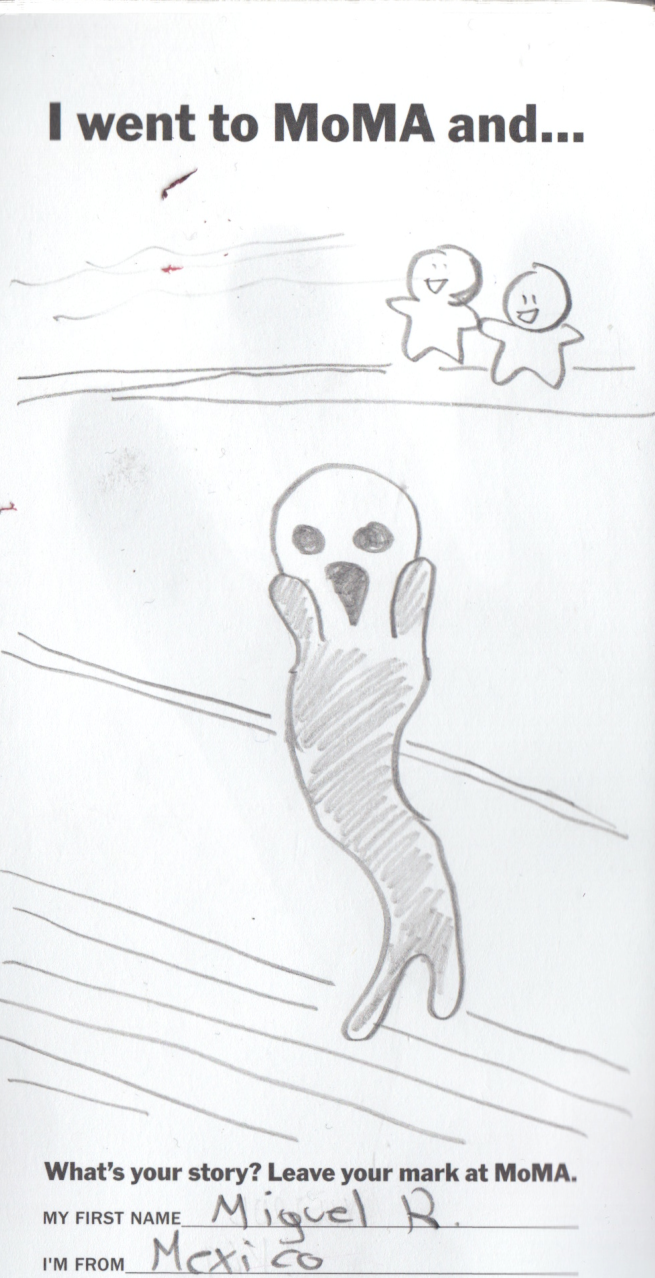 I went to MoMA and...
What's your story? Leave your mark at MoMA.
MY FIRST NAME Miguel R.
I'M FROM Mexico